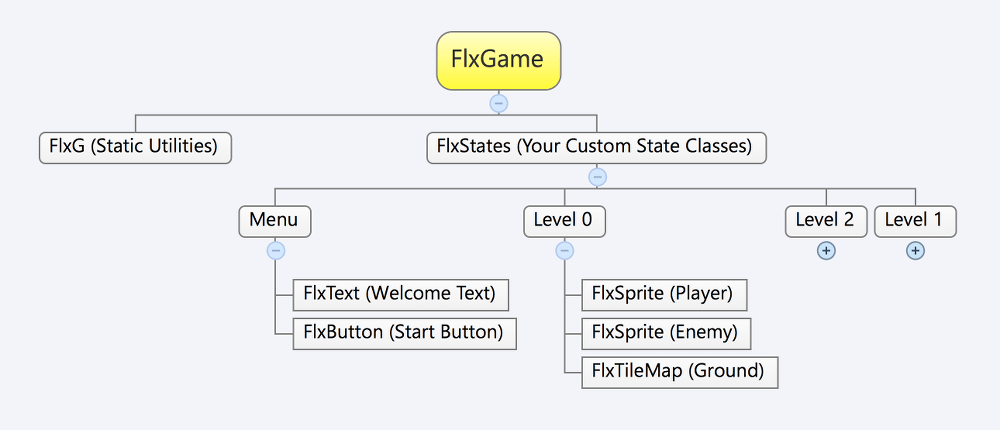 FlxGame
FlxG (Static Utilities)
FlxStates (Your Custom State Classes)
Menu
Level 0
Level 2
Level 1
FlxText (Welcome Text)
FlxButton (Start Button)
FlxSprite (Player)
FlxSprite (Enemy)
FlxTileMap (Ground)